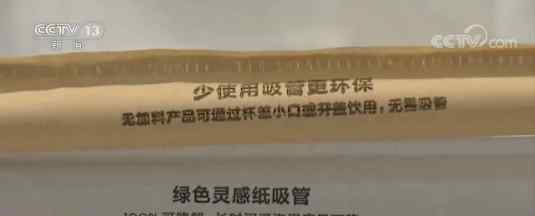 CCTV 13
新闻
CCTV.com
少使用吸管更环保
无加料产品可通过杯盖小口或开盖饮用，无需吸管
绿色灵感纸吸管